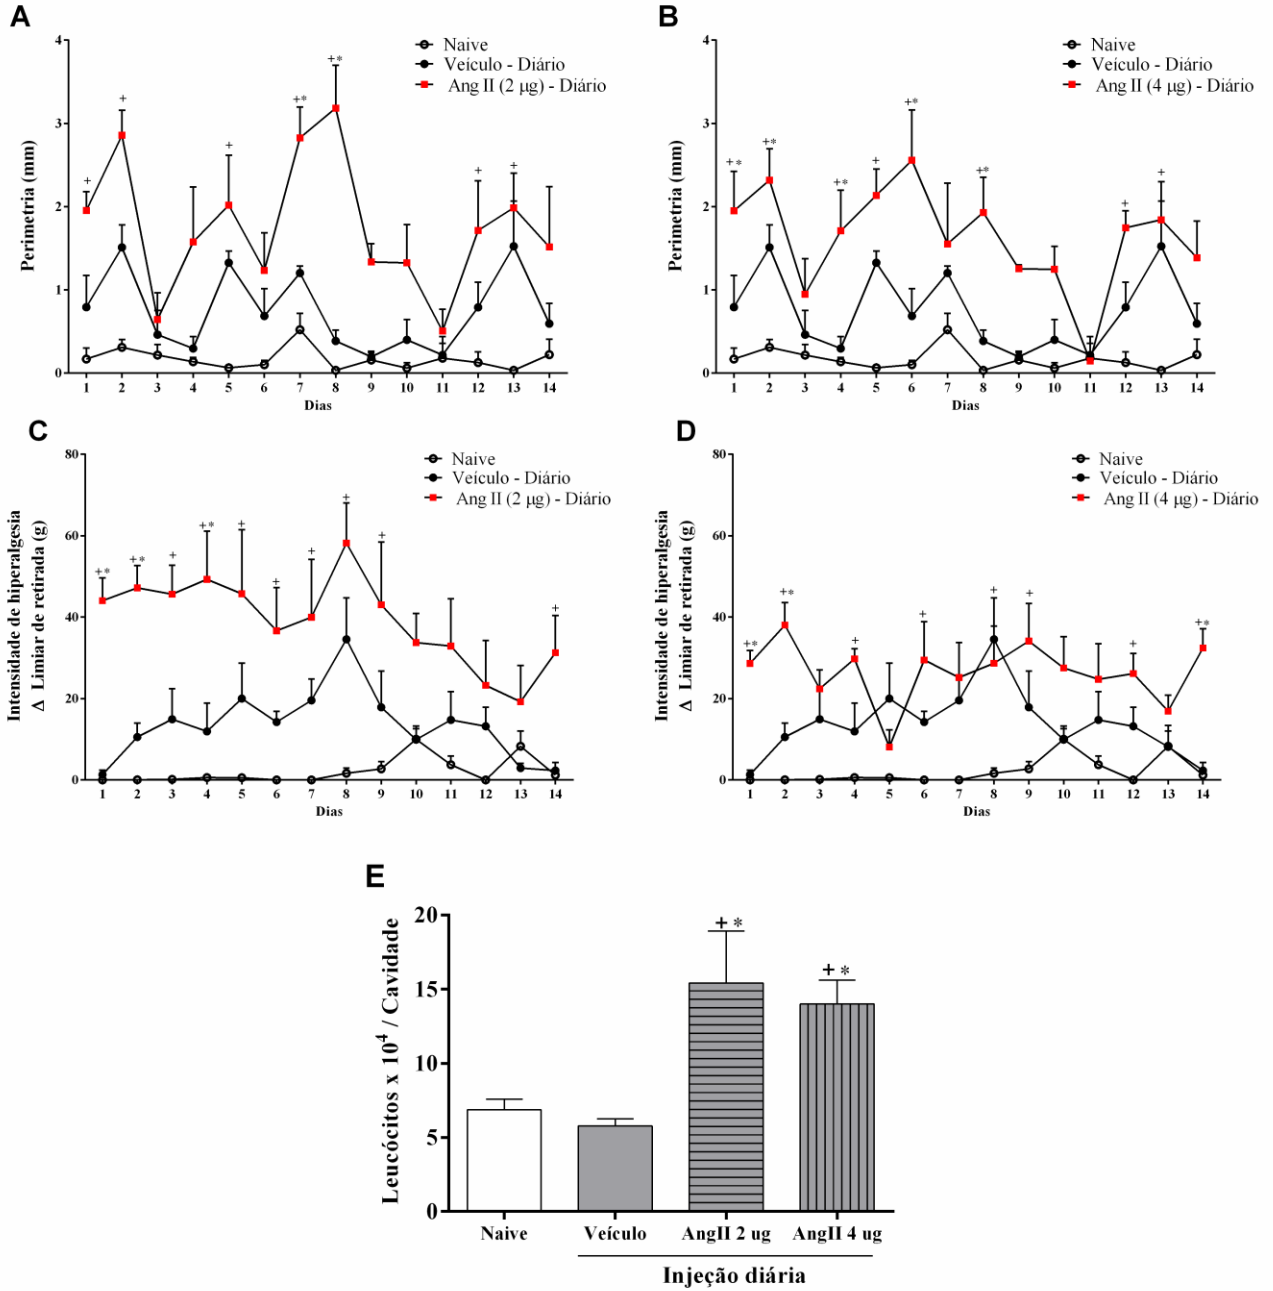 A
4
3
2
1
0
Perimetria (mm)
+
+
+
+*
+*
+
+
Naive
Veículo - Diário
Ang II (2 µg) - Diário
1 2 3 4 5 6 7 8 9 10 11 12 13 14
Dias
B
4
3
2
1
0
Perimetria (mm)
+*
+*
+*
+
+*
+*
+
+
Naive
Veículo - Diário
Ang II (4 µg) - Diário
1 2 3 4 5 6 7 8 9 10 11 12 13 14
Dias
C
80
60
40
20
0
Intensidade de hiperalgesia
Δ Limiar de retirada (g)
+*
+*
+
+*
+
+
+
+
+
+
Naive
Veículo - Diário
Ang II (2 µg) - Diário
1 2 3 4 5 6 7 8 9 10 11 12 13 14
Dias
D
80
60
40
20
0
Intensidade de hiperalgesia
Δ Limiar de retirada (g)
+*
+*
+
+
+
+
+
+*
Naive
Veículo - Diário
Ang II (4 µg) - Diário
1 2 3 4 5 6 7 8 9 10 11 12 13 14
Dias
E
20
15
10
5
0
Leucócitos x 10⁴ / Cavidade
+ *
+ *
Naive Veículo AngII 2 ug AngII 4 ug
Injeção diária